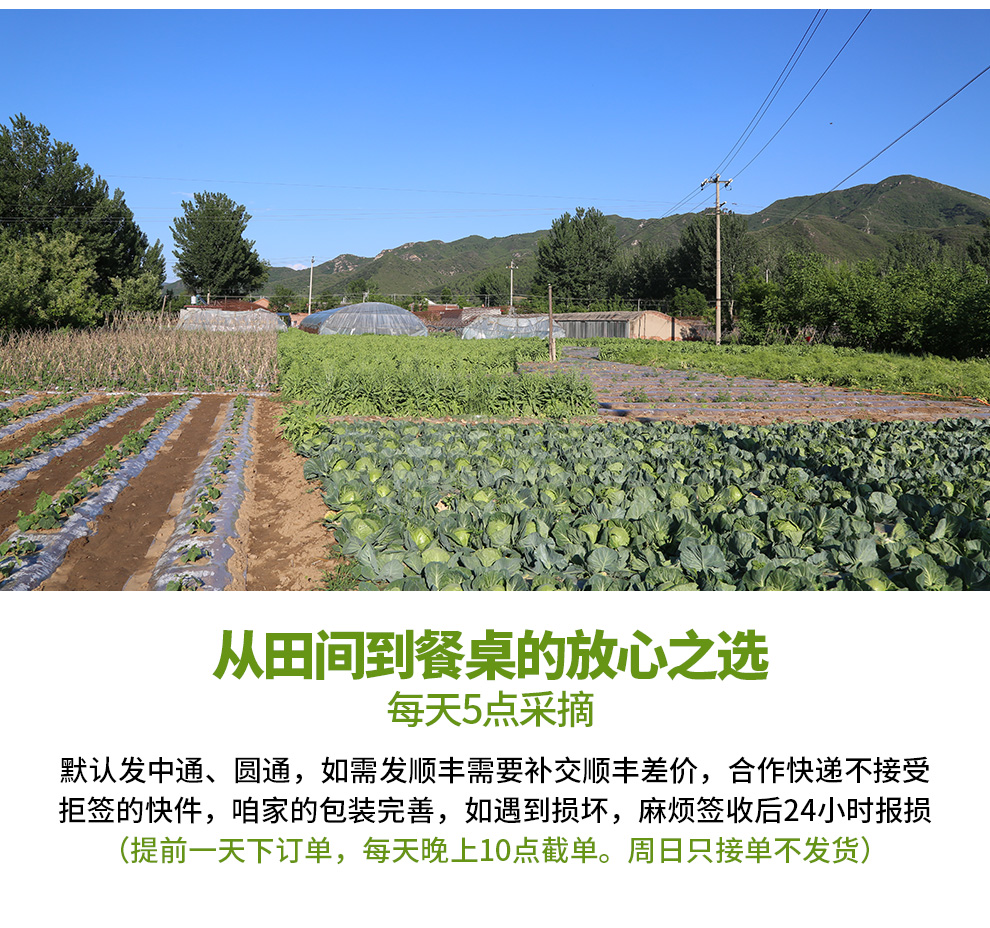 从田间到餐桌的放心之选
每天5点采摘
默认发中通、圆通，如需发顺丰需要补交顺丰差价，合作快递不接受
拒签的快件，咱家的包装完善，如遇到损坏，麻烦签收后24小时报损
（提前一天下订单，每天晚上10点截单。周日只接单不发货）